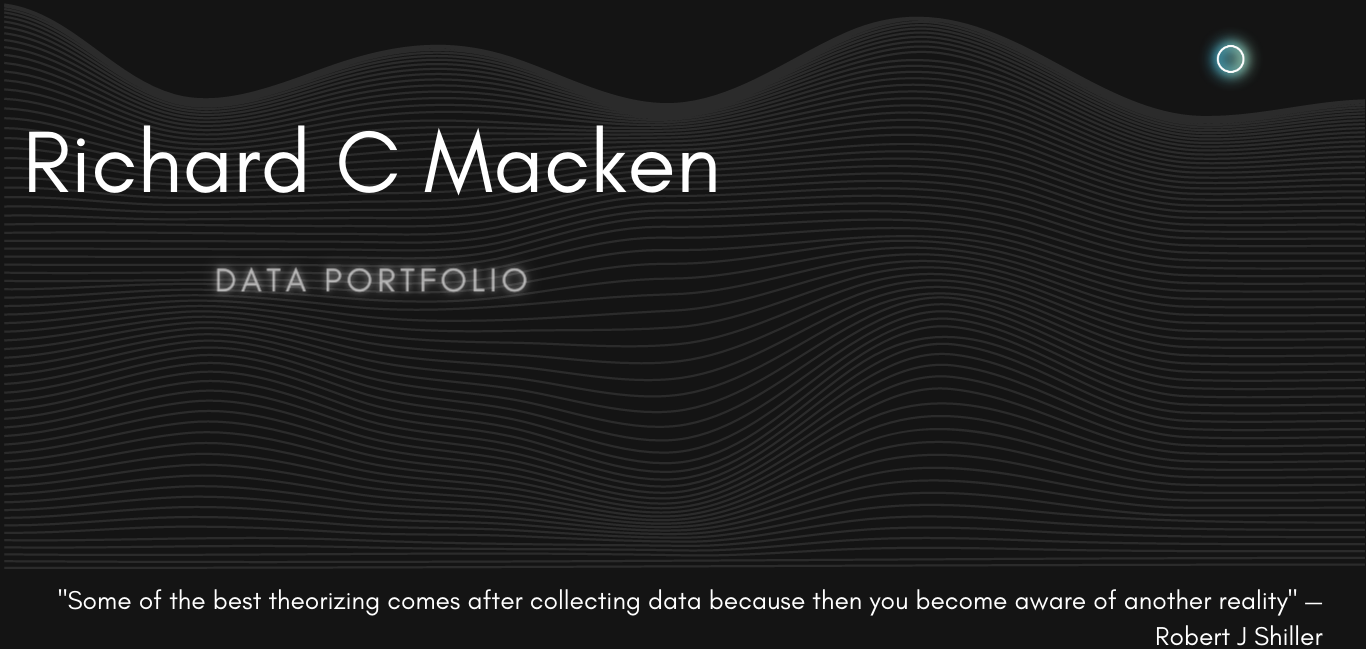 Richard C Macken
DATA PORTFOLIO
"Some of the best theorizing comes after collecting data because then you become aware of another reality" —
Robert J Shiller